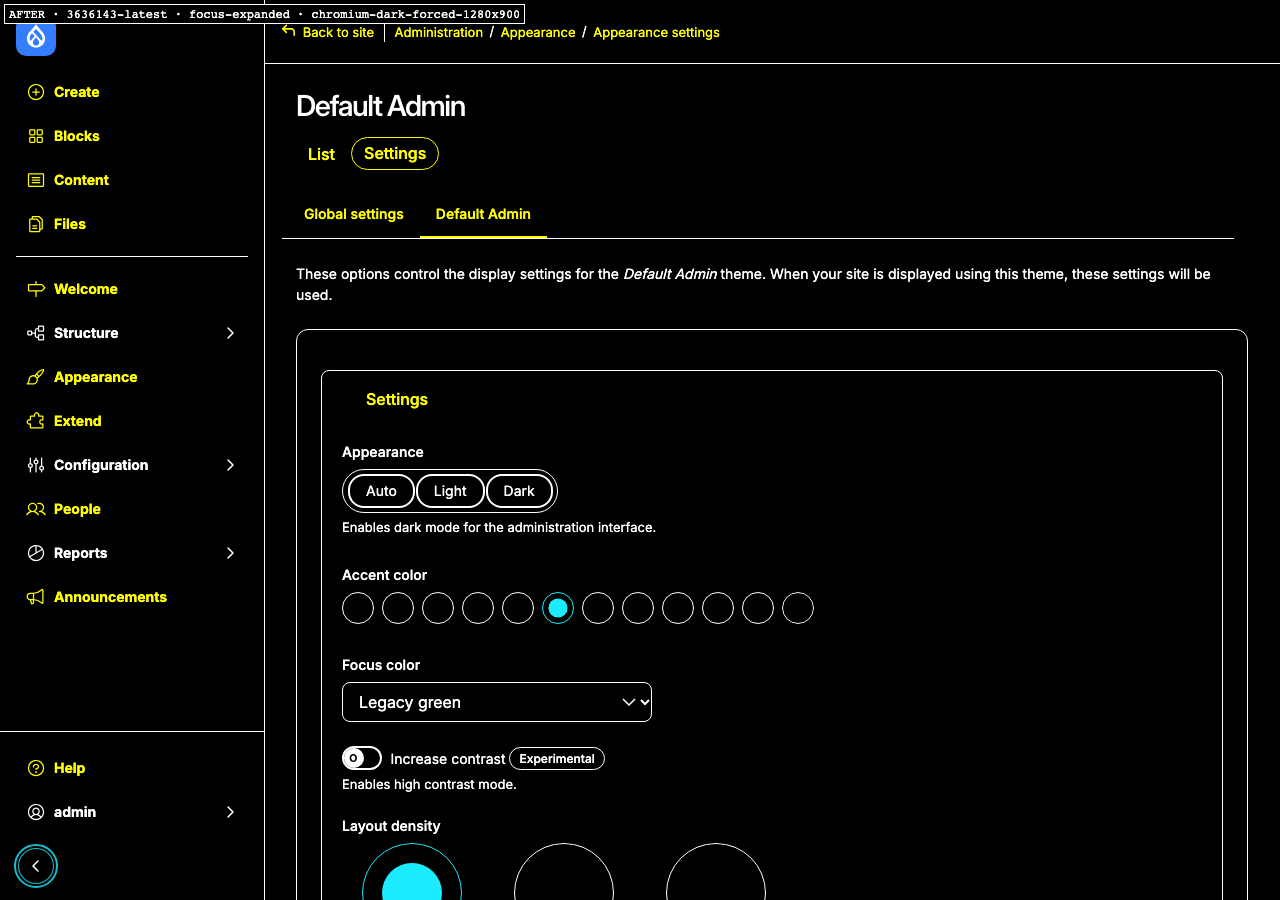 AFTER · 3636143-latest · focus-expanded · chromium-dark-forced-1280x900
Back to site Administration / Appearance / Appearance settings
Create
Blocks
Content
Files
Welcome
Structure
Appearance
Extend
Configuration
People
Reports
Announcements
Help
admin
Default Admin
List Settings
Global settings Default Admin
These options control the display settings for the Default Admin theme. When your site is displayed using this theme, these settings will be
used.
Settings
Appearance
Auto Light Dark
Enables dark mode for the administration interface.
Accent color
Focus color
Legacy green
Increase contrast Experimental
Enables high contrast mode.
Layout density